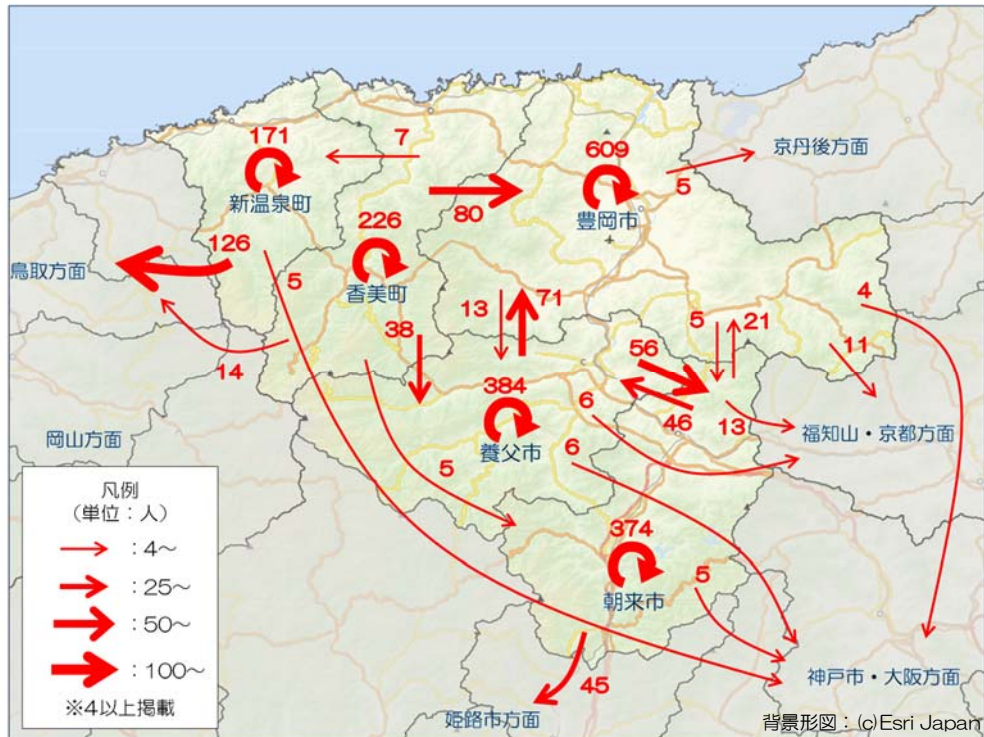 171
7
609
京丹後方面
5
新温泉町
80
豊岡市
226
126
鳥取方面
5
香美町
13
71
4
38
5
21
11
14
56
384
6
46
13
岡山方面
養父市
6
福知山・京都方面
5
凡例
(単位:人)
:4~
:25~
:50~
:100~
※4以上掲載
374
5
朝来市
45
神戸市・大阪方面
姫路市方面
背景形図:(c)Esri Japan